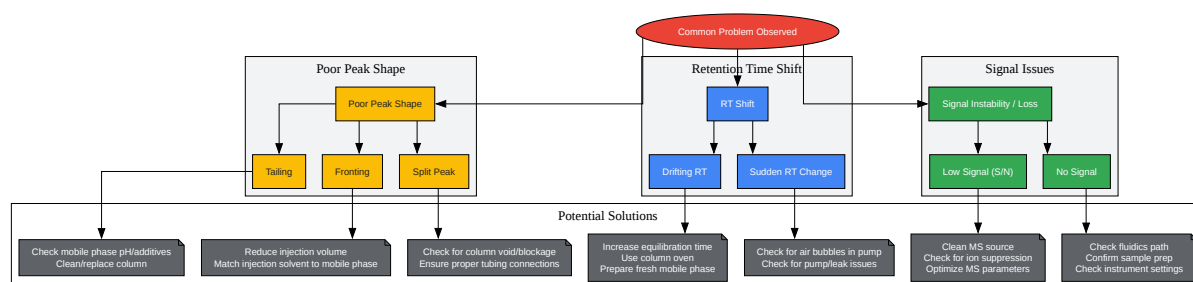 Common Problem Observed
Poor Peak Shape
Retention Time Shift
Signal Issues
Poor Peak Shape
RT Shift
Signal Instability / Loss
Tailing
Fronting
Split Peak
Drifting RT
Sudden RT Change
Low Signal (S/N)
No Signal
Potential Solutions
Check mobile phase pH/additives
Clean/replace column
Reduce injection volume
Match injection solvent to mobile phase
Check for column void/blockage
Ensure proper tubing connections
Increase equilibration time
Use column oven
Prepare fresh mobile phase
Check for air bubbles in pump
Check for pump/leak issues
Clean MS source
Check for ion suppression
Optimize MS parameters
Check fluidics path
Confirm sample prep
Check instrument settings